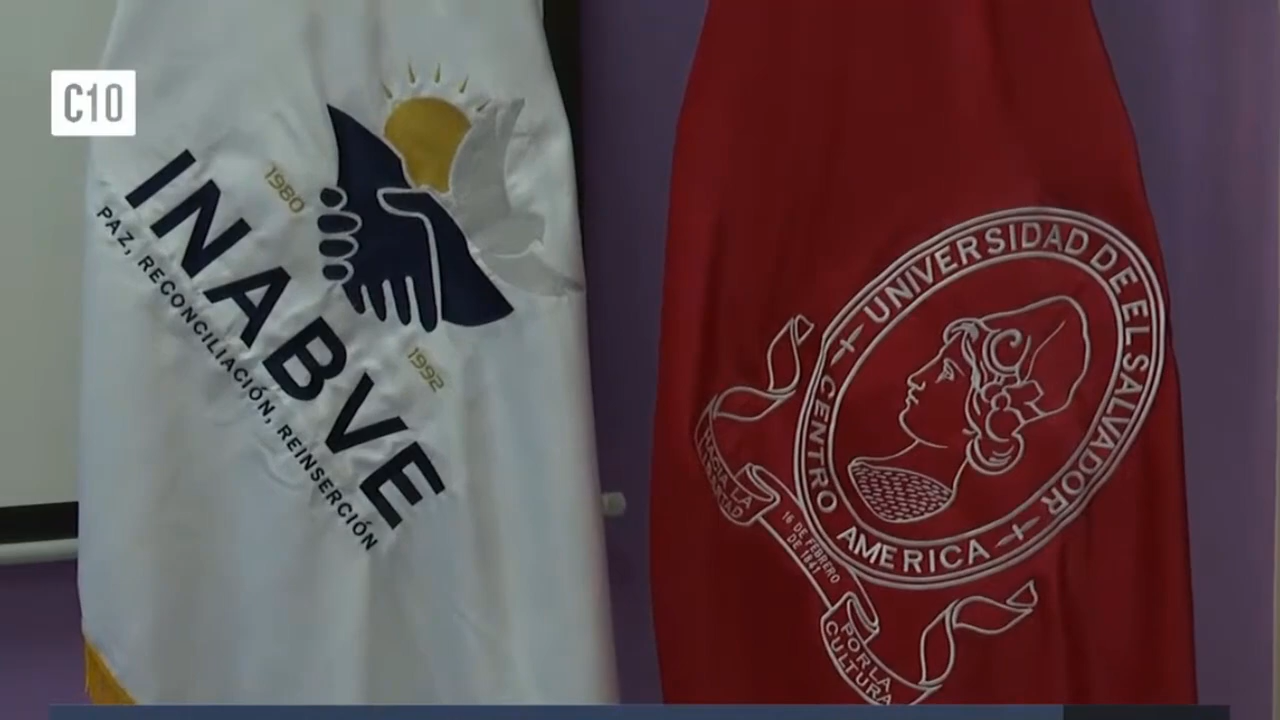 C10
1980
INABVE
PAZ, RECONCILIACIÓN, REINSERCIÓN
1992
UNIVERSIDAD DE EL SALVADOR
CENTRO AMERICA
HACIA LA
16 DE FEBRERO
DE 1841
POR LA
CULTURA